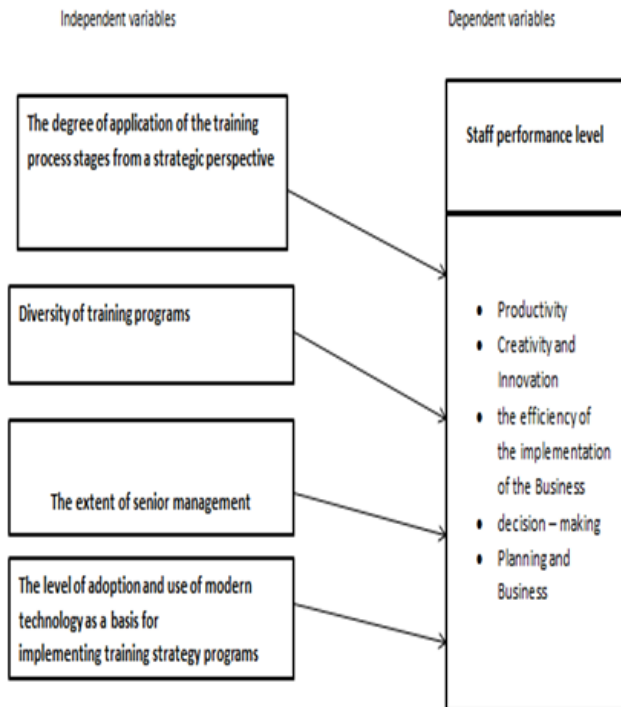 Independent variables
Dependent variables
The degree of application of the training
process stages from a strategic perspective
Diversity of training programs
The extent of senior management
The level of adoption and use of modern
technology as a basis for
implementing training strategy programs
Staff performance level
• Productivity
• Creativity and
Innovation
• the efficiency of
the implementation
of the Business
• decision – making
• Planning and
Business